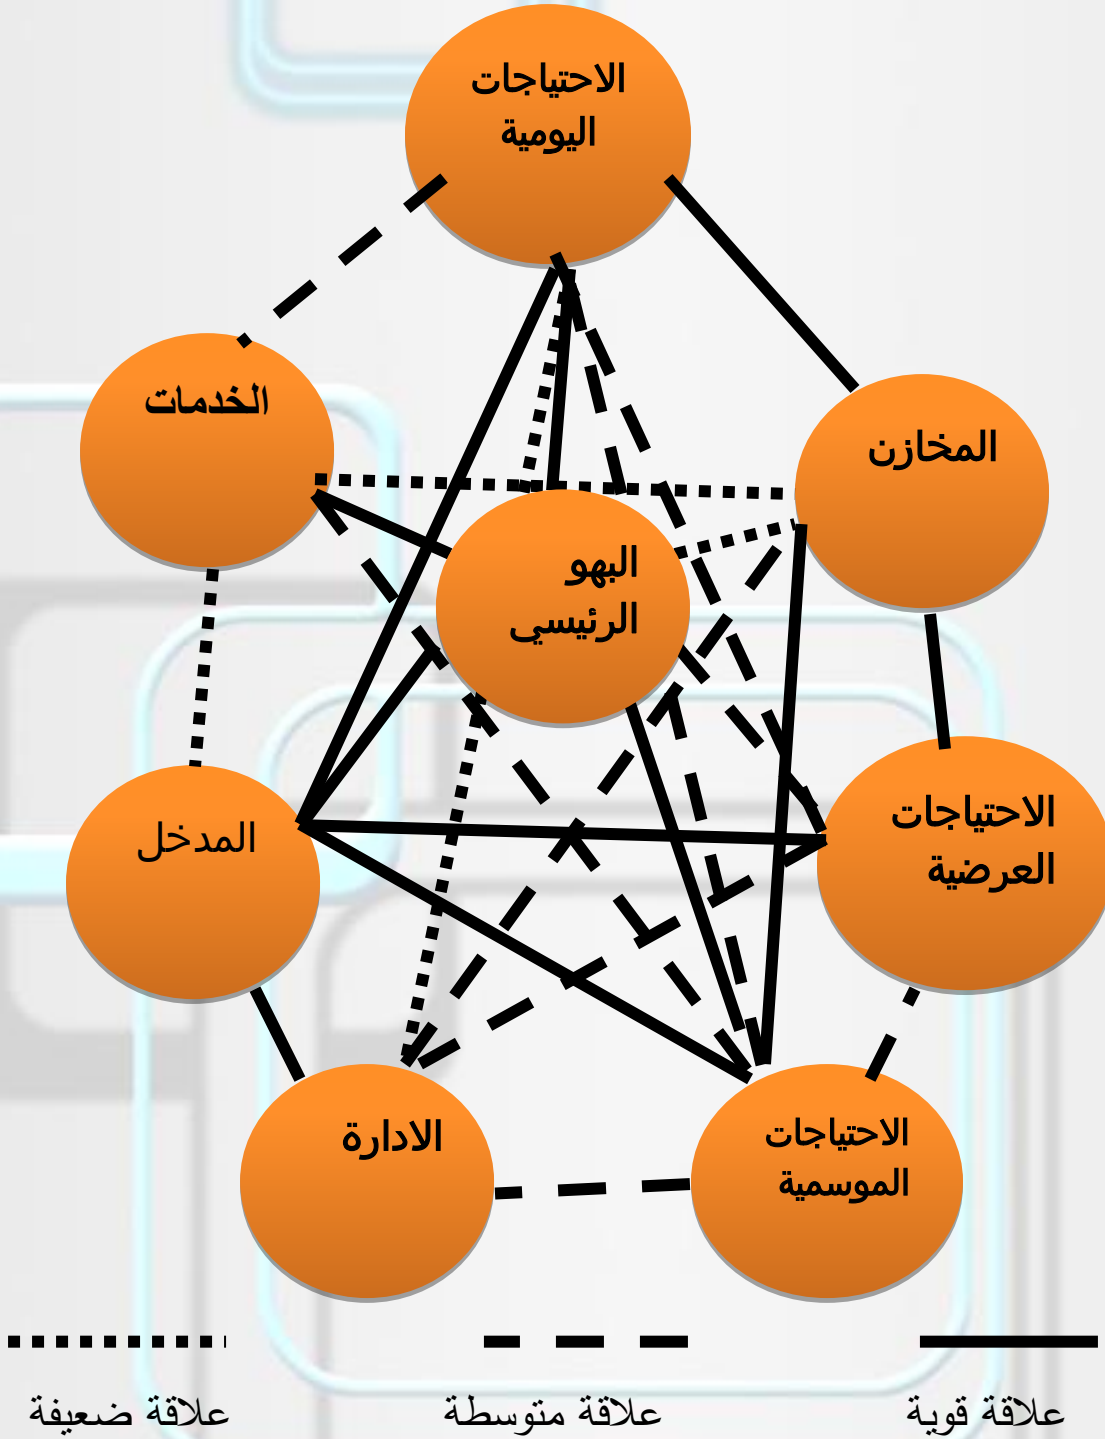 الاحتياجات
اليومية
الخدمات
المخازن
البهو
الرئيسي
المدخل
الاحتياجات
العرضية
الادارة
الاحتياجات
الموسمية
علاقة قوية
علاقة متوسطة
علاقة ضعيفة